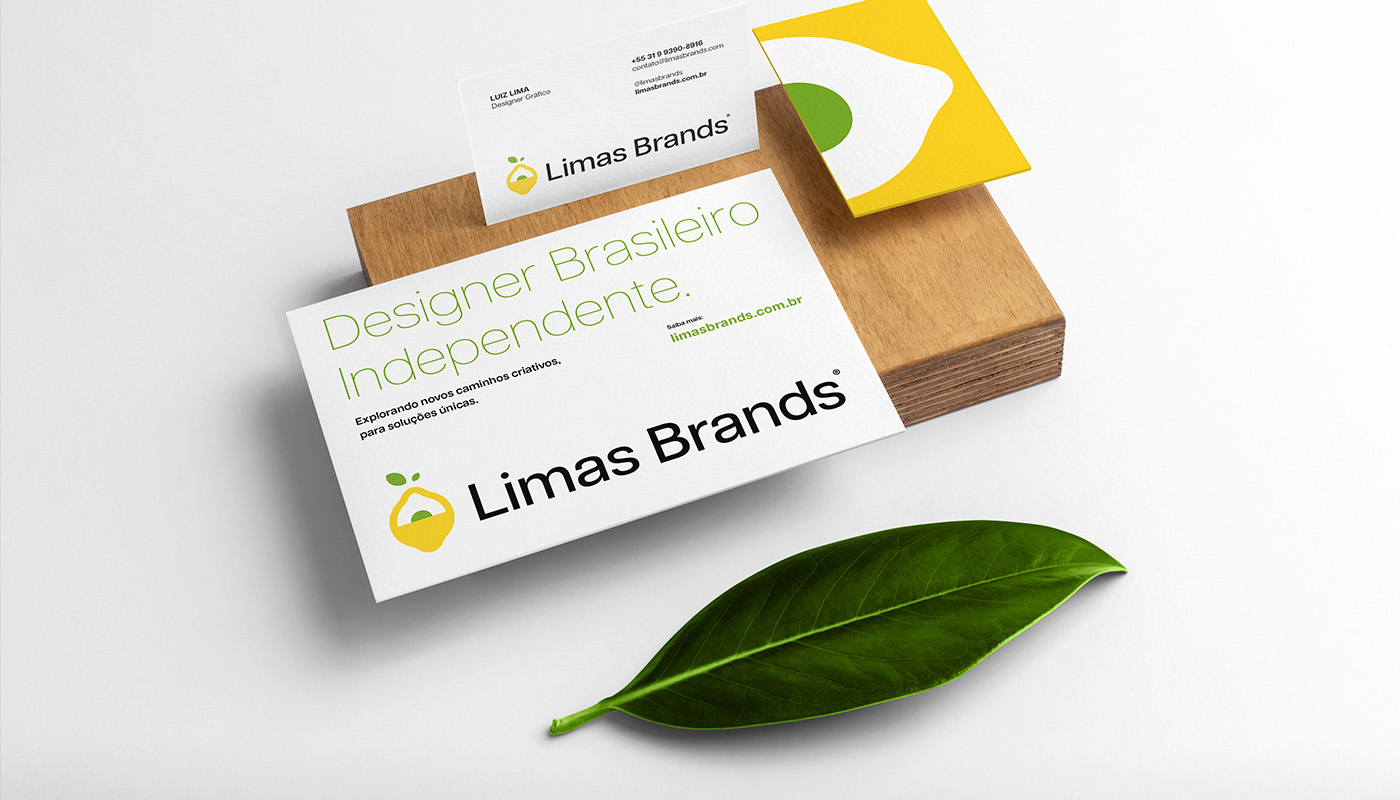 LUIZ LIMA
Designer Gráfico
+55 31 9 9390-8916
contato@limasbrands.com
@limasbrands
limasbrands.com.br
Limas Brands®
Designer Brasileiro
Independente.
Explorando novos caminhos criativos,
para soluções únicas.
Saiba mais:
limasbrands.com.br
Limas Brands®